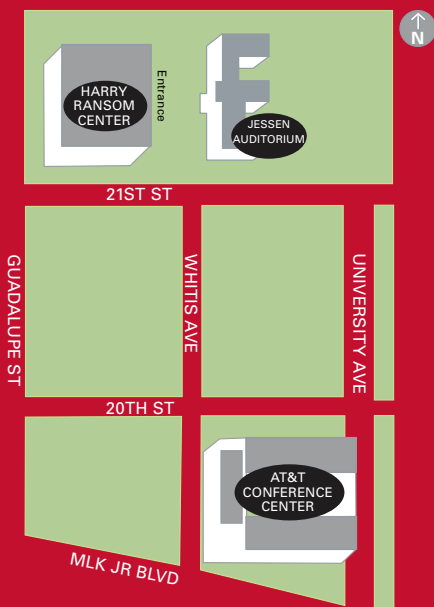 N
HARRY
RANSOM
CENTER
Entrance
JESSEN
AUDITORIUM
21ST ST
GUADALUPE ST
WHITIS AVE
UNIVERSITY AVE
20TH ST
AT&T
CONFERENCE
CENTER
MLK JR BLVD